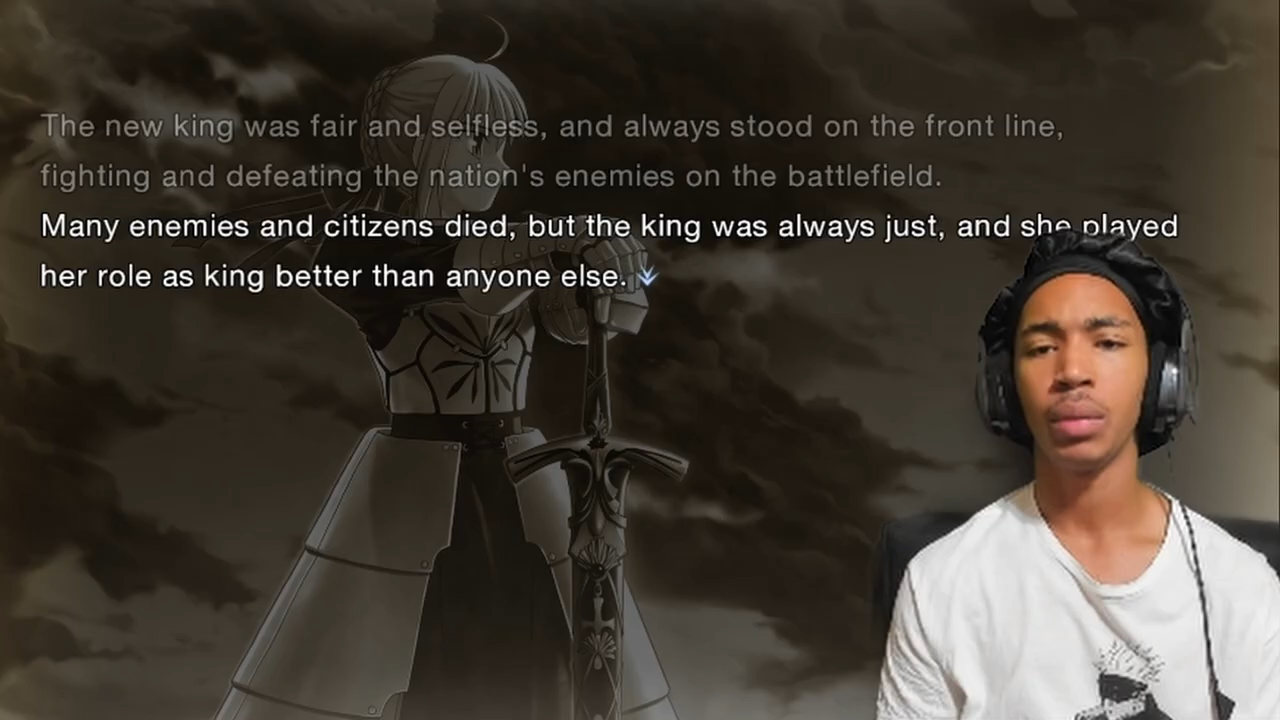 The new king was fair and selfless, and always stood on the front line,
fighting and defeating the nation's enemies on the battlefield.
Many enemies and citizens died, but the king was always just, and she played
her role as king better than anyone else.